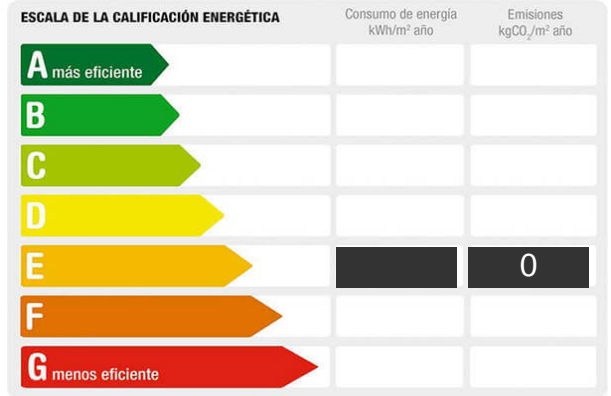 ESCALA DE LA CALIFICACIÓN ENERGÉTICA
Consumo de energía
kWh/m² año
Emisiones
kgCO₂/m² año
A más eficiente
B
C
D
E
0
F
G menos eficiente